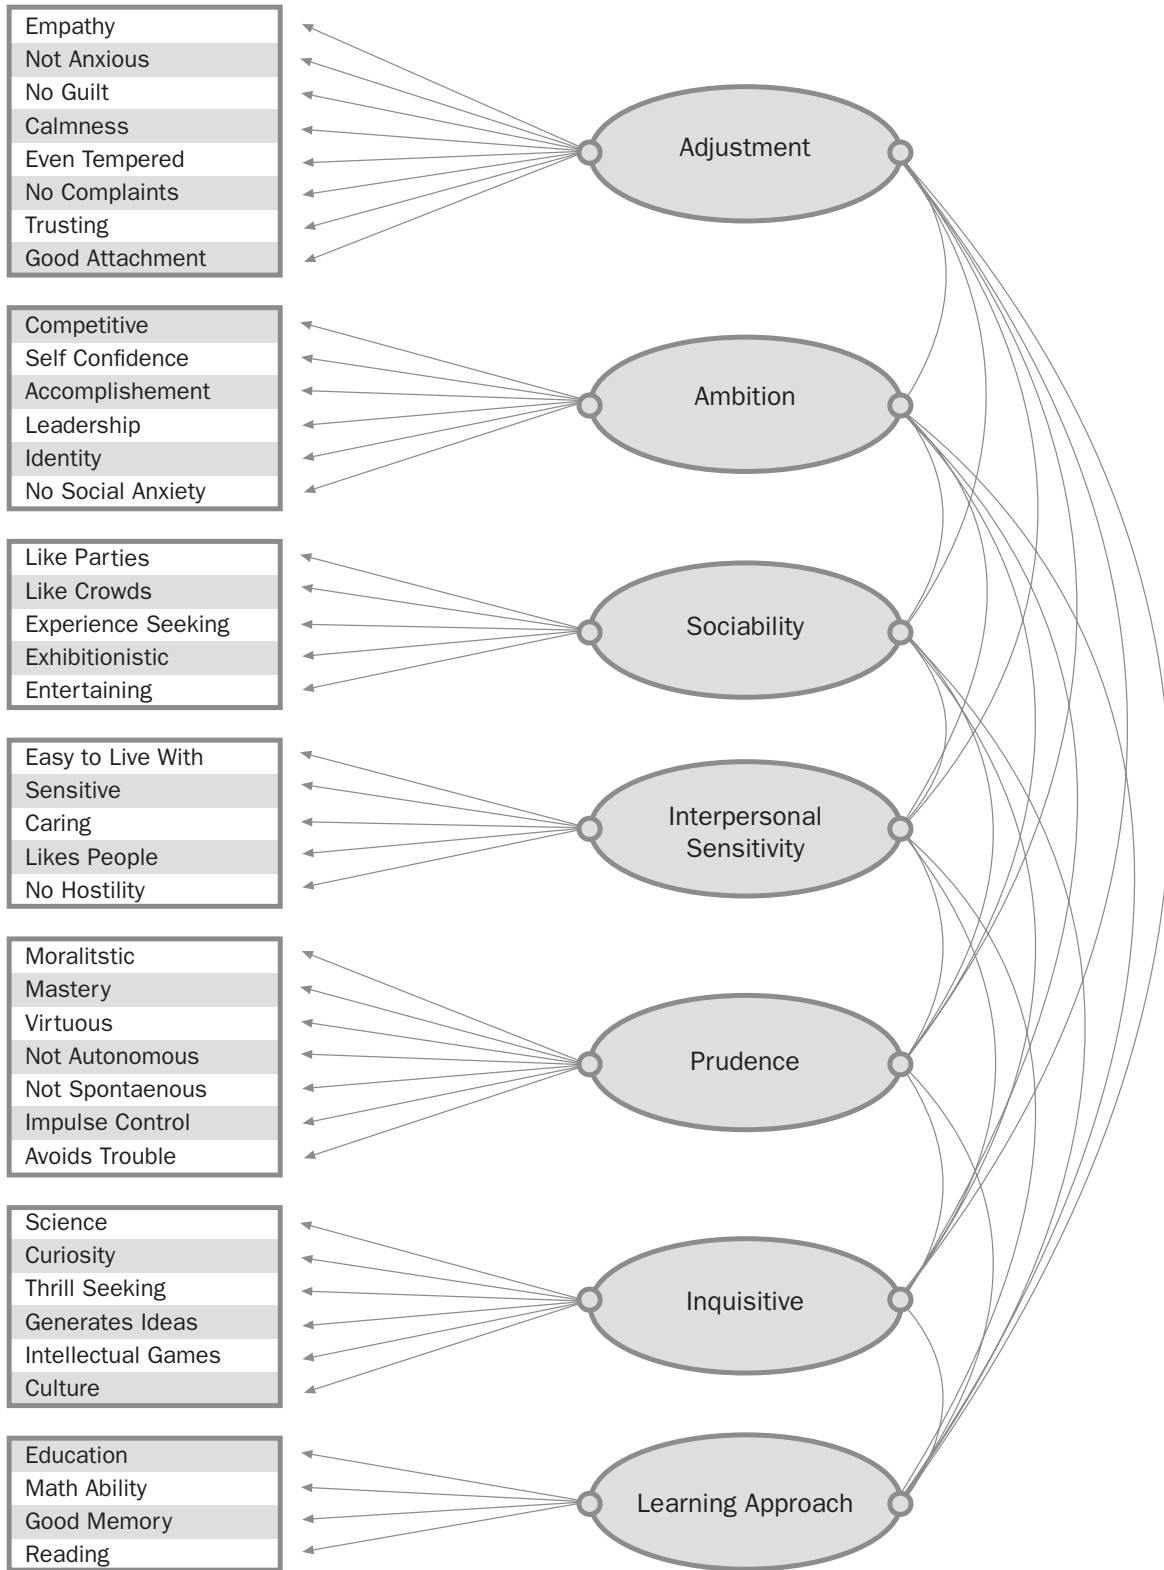 Empathy
Not Anxious
No Guilt
Calmness
Even Tempered
No Complaints
Trusting
Good Attachment
Adjustment
Competitive
Self Confidence
Accomplishement
Leadership
Identity
No Social Anxiety
Ambition
Like Parties
Like Crowds
Experience Seeking
Exhibitionistic
Entertaining
Sociability
Easy to Live With
Sensitive
Caring
Likes People
No Hostility
Interpersonal
Sensitivity
Moralitstic
Mastery
Virtuous
Not Autonomous
Not Spontaenous
Impulse Control
Avoids Trouble
Prudence
Science
Curiosity
Thrill Seeking
Generates Ideas
Intellectual Games
Culture
Inquisitive
Education
Math Ability
Good Memory
Reading
Learning Approach